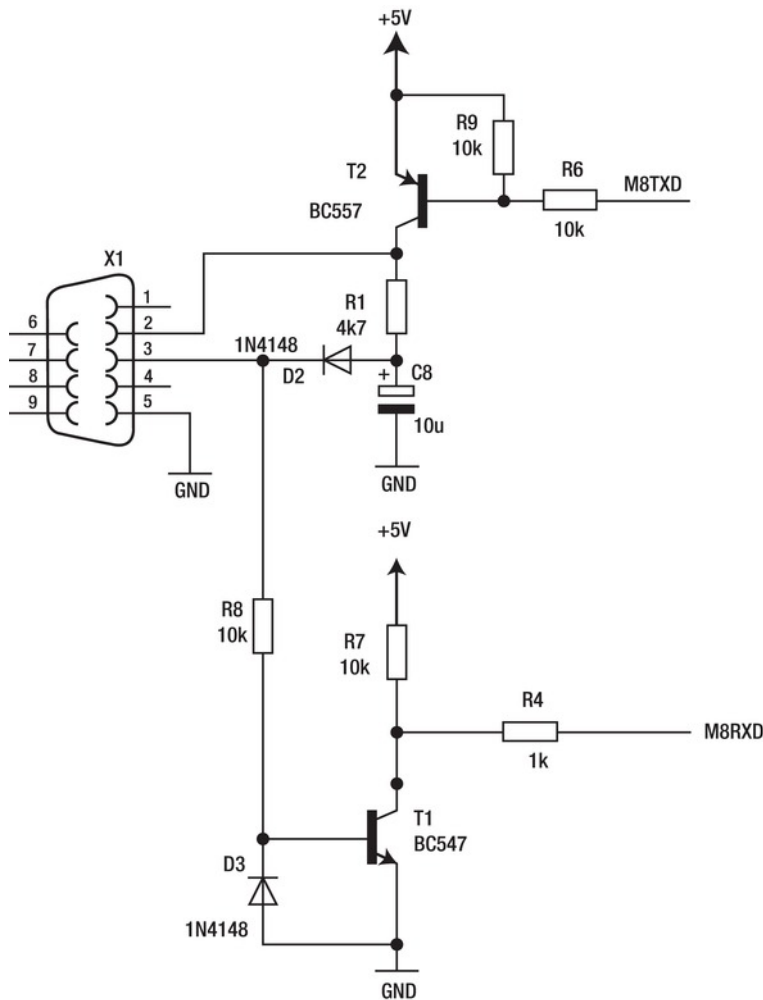 +5V
R9
10k
T2
R6
M8TXD
BC557
10k
X1
1
6
2
R1
4k7
7
3
1N4148
8
4
D2
+
C8
9
5
10u
GND
GND
+5V
R8
10k
R7
10k
R4
M8RXD
1k
T1
BC547
D3
1N4148
GND